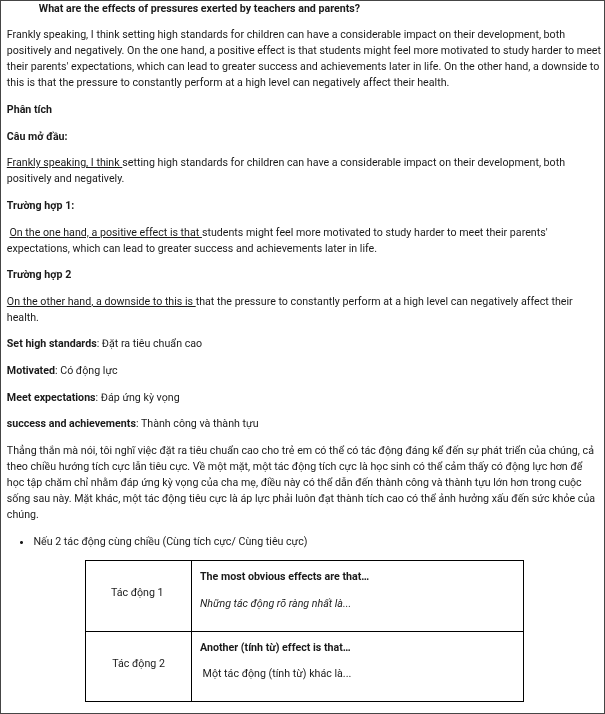 What are the effects of pressures exerted by teachers and parents?
Frankly speaking, I think setting high standards for children can have a considerable impact on their development, both
positively and negatively. On the one hand, a positive effect is that students might feel more motivated to study harder to meet
their parents' expectations, which can lead to greater success and achievements later in life. On the other hand, a downside to
this is that the pressure to constantly perform at a high level can negatively affect their health.
Phân tích
Câu mở đầu:
Frankly speaking, I think setting high standards for children can have a considerable impact on their development, both
positively and negatively.
Trường hợp 1:
On the one hand, a positive effect is that students might feel more motivated to study harder to meet their parents'
expectations, which can lead to greater success and achievements later in life.
Trường hợp 2
On the other hand, a downside to this is that the pressure to constantly perform at a high level can negatively affect their
health.
Set high standards: Đặt ra tiêu chuẩn cao
Motivated: Có động lực
Meet expectations: Đáp ứng kỳ vọng
success and achievements: Thành công và thành tựu
Thẳng thắn mà nói, tôi nghĩ việc đặt ra tiêu chuẩn cao cho trẻ em có thể có tác động đáng kể đến sự phát triển của chúng, cả
theo chiều hướng tích cực lẫn tiêu cực. Về một mặt, một tác động tích cực là học sinh có thể cảm thấy có động lực hơn để
học tập chăm chỉ nhằm đáp ứng kỳ vọng của cha mẹ, điều này có thể dẫn đến thành công và thành tựu lớn hơn trong cuộc
sống sau này. Mặt khác, một tác động tiêu cực là áp lực phải luôn đạt thành tích cao có thể ảnh hưởng xấu đến sức khỏe của
chúng.
• Nếu 2 tác động cùng chiều (Cùng tích cực/ Cùng tiêu cực)
Tác động 1
The most obvious effects are that...
Những tác động rõ ràng nhất là...
Tác động 2
Another (tính từ) effect is that...
Một tác động (tính từ) khác là...